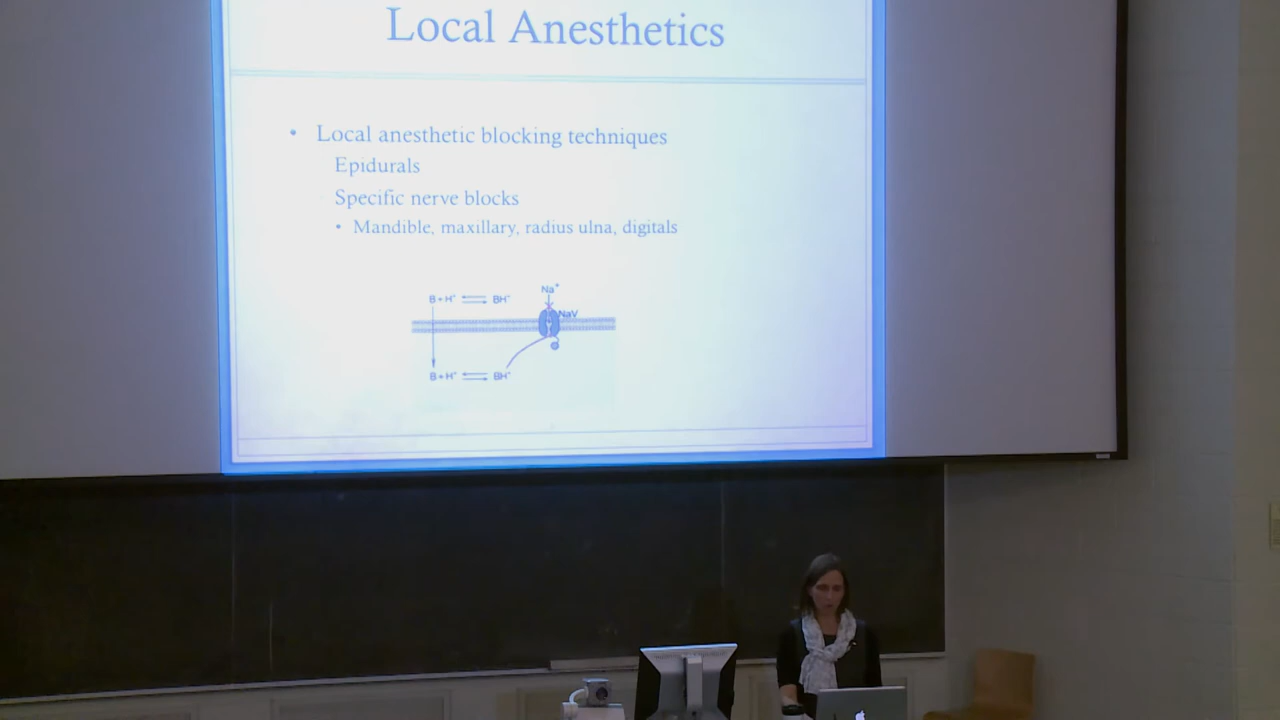 Local Anesthetics
• Local anesthetic blocking techniques
Epidurals
Specific nerve blocks
• Mandible, maxillary, radius ulna, digitals
Na⁺
B + H⁺ ⇌ BH⁺
NaV
B + H⁺ ⇌ BH⁺